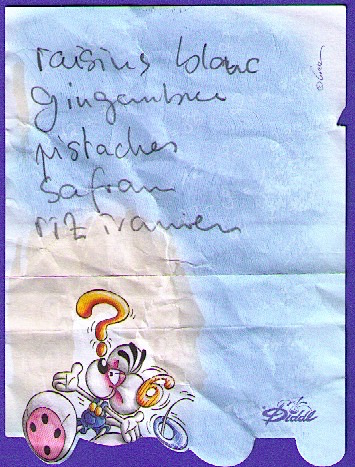 raisins blanc
gingembre
pistaches
safran
riz iranien
Diddl